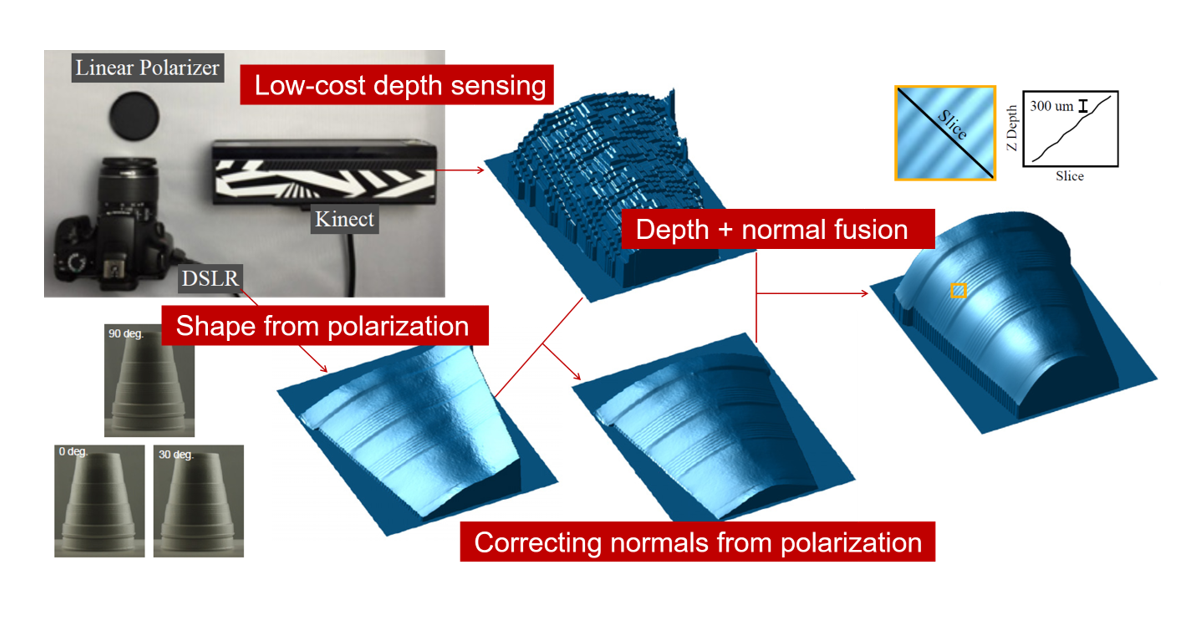 Linear Polarizer
Low-cost depth sensing
Kinect
DSLR
Slice
300 um
Z Depth
Slice
Depth + normal fusion
Shape from polarization
90 deg.
0 deg.
30 deg.
Correcting normals from polarization